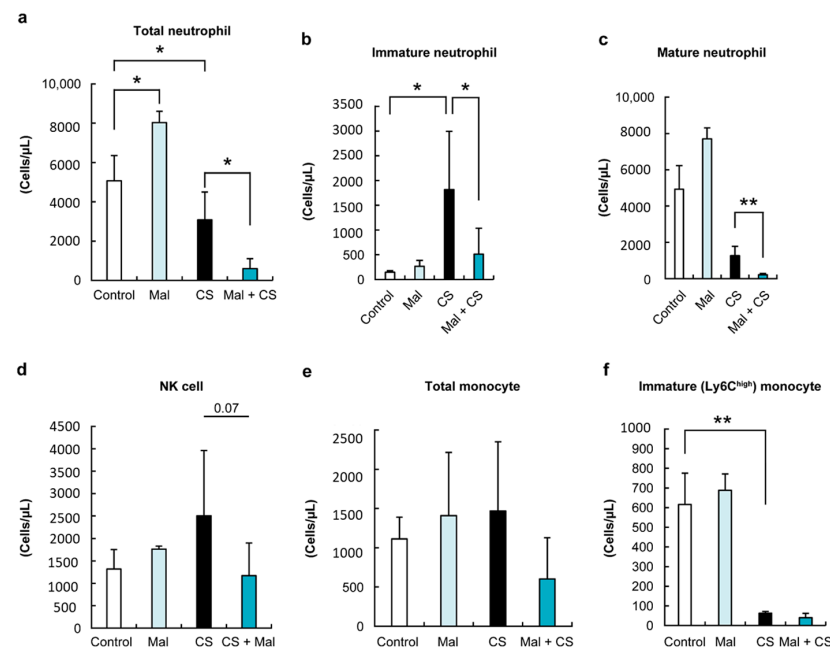 a
Total neutrophil
(Cells/µL)
10,000
8000
6000
4000
2000
0
*
*
*
Control Mal CS Mal + CS
b
Immature neutrophil
(Cells/µL)
3500
3000
2500
2000
1500
1000
500
0
* *
Control Mal CS Mal + CS
c
Mature neutrophil
(Cells/µL)
10,000
8000
6000
4000
2000
0
**
Control Mal CS Mal + CS
d
NK cell
(Cells/µL)
4500
4000
3500
3000
2500
2000
1500
1000
500
0
0.07
Control Mal CS CS + Mal
e
Total monocyte
(Cells/µL)
2500
2000
1500
1000
500
0
Control Mal CS Mal + CS
f
Immature (Ly6Chigh) monocyte
(Cells/µL)
1000
900
800
700
600
500
400
300
200
100
0
**
Control Mal CS Mal + CS